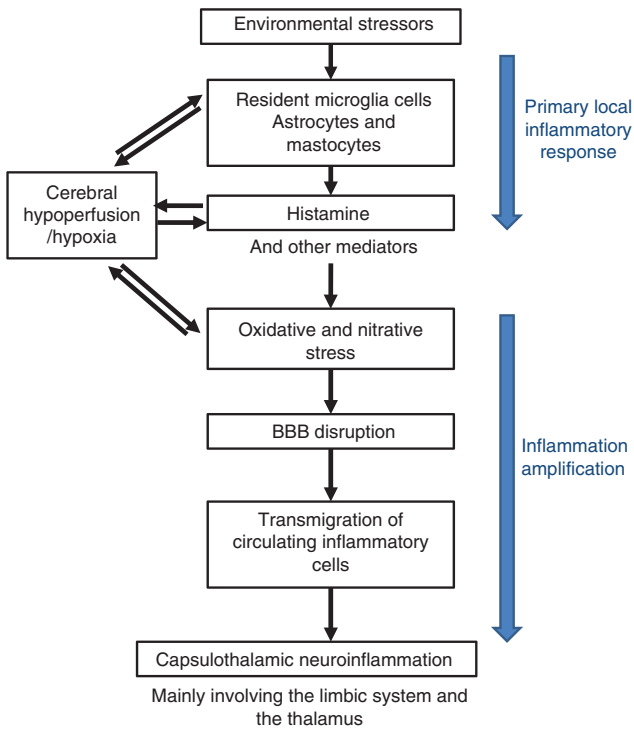 Environmental stressors
Resident microglia cells
Astrocytes and
mastocytes
Primary local
inflammatory
response
Cerebral
hypoperfusion
/hypoxia
Histamine
And other mediators
Oxidative and nitrative
stress
BBB disruption
Inflammation
amplification
Transmigration of
circulating inflammatory
cells
Capsulothalamic neuroinflammation
Mainly involving the limbic system and
the thalamus